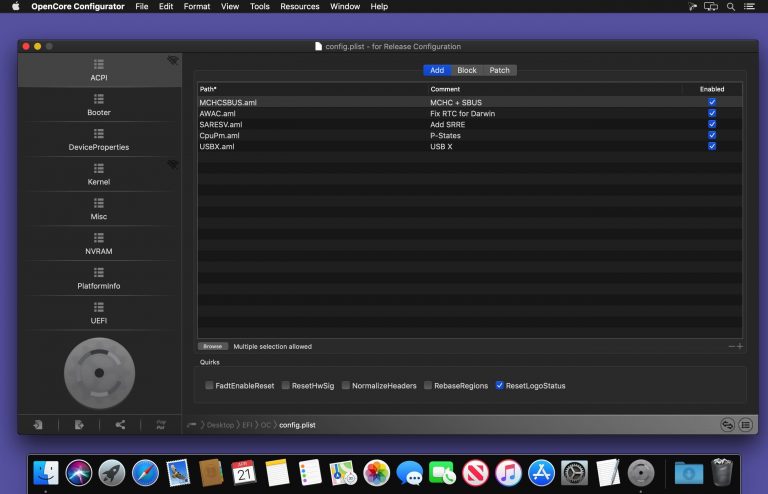 OpenCore Configurator File Edit Format View Tools Resources Window Help
config.plist - for Release Configuration
ACPI
Booter
DeviceProperties
Kernel
Misc
NVRAM
PlatformInfo
UEFI
Pay
Pal
Add Block Patch
Path* Comment Enabled
MCHCSBUS.aml MCHC + SBUS
AWAC.aml Fix RTC for Darwin
SARESV.aml Add SRRE
CpuPm.aml P-States
USBX.aml USB X
Browse Multiple selection allowed
Quirks
FadtEnableReset ResetHwSig NormalizeHeaders RebaseRegions ResetLogoStatus
Desktop EFI OC config.plist
APR
21